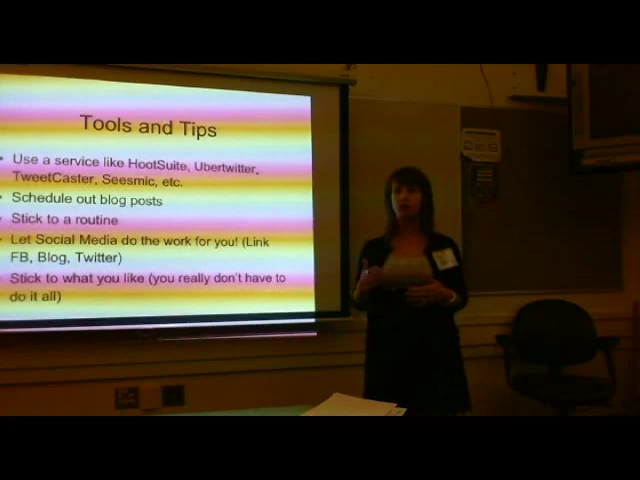 Tools and Tips
• Use a service like HootSuite, Ubertwitter,
TweetCaster, Seesmic, etc.
• Schedule out blog posts
• Stick to a routine
• Let Social Media do the work for you! (Link
FB, Blog, Twitter)
• Stick to what you like (you really don't have to
do it all)